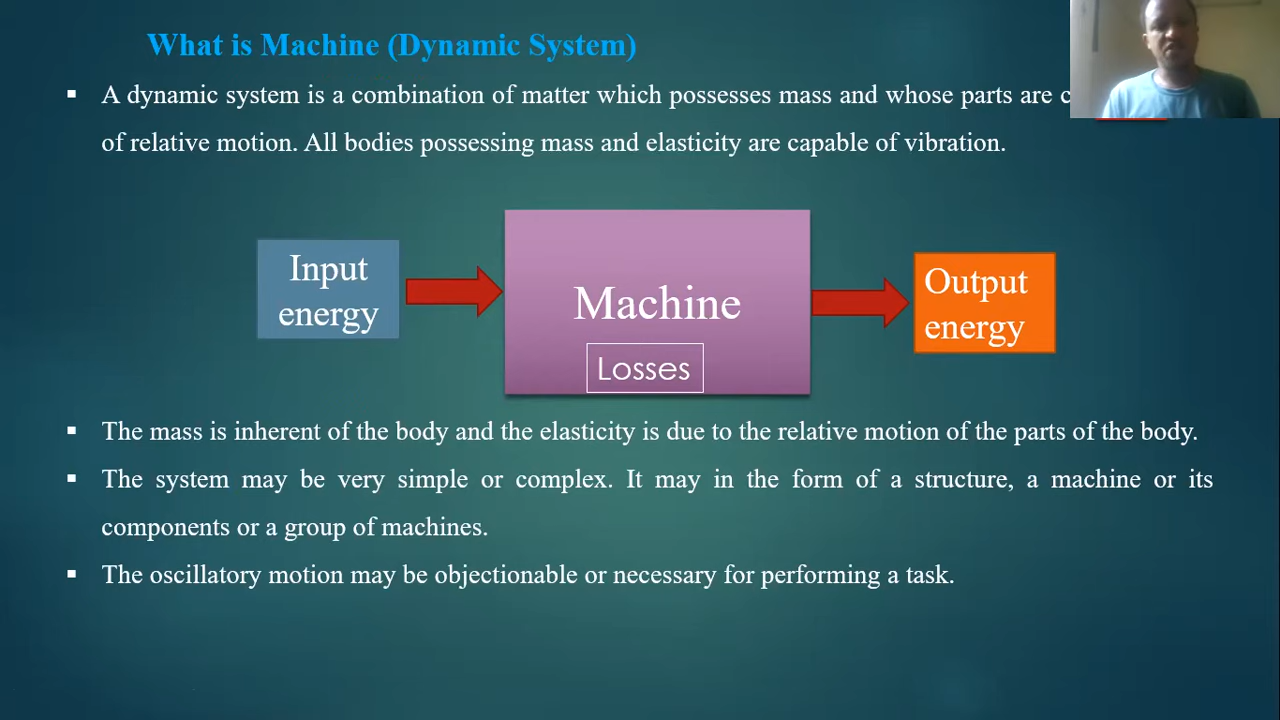 What is Machine (Dynamic System)
▪ A dynamic system is a combination of matter which possesses mass and whose parts are
of relative motion. All bodies possessing mass and elasticity are capable of vibration.
Input
energy
Machine
Losses
Output
energy
▪ The mass is inherent of the body and the elasticity is due to the relative motion of the parts of the body.
▪ The system may be very simple or complex. It may in the form of a structure, a machine or its
components or a group of machines.
▪ The oscillatory motion may be objectionable or necessary for performing a task.